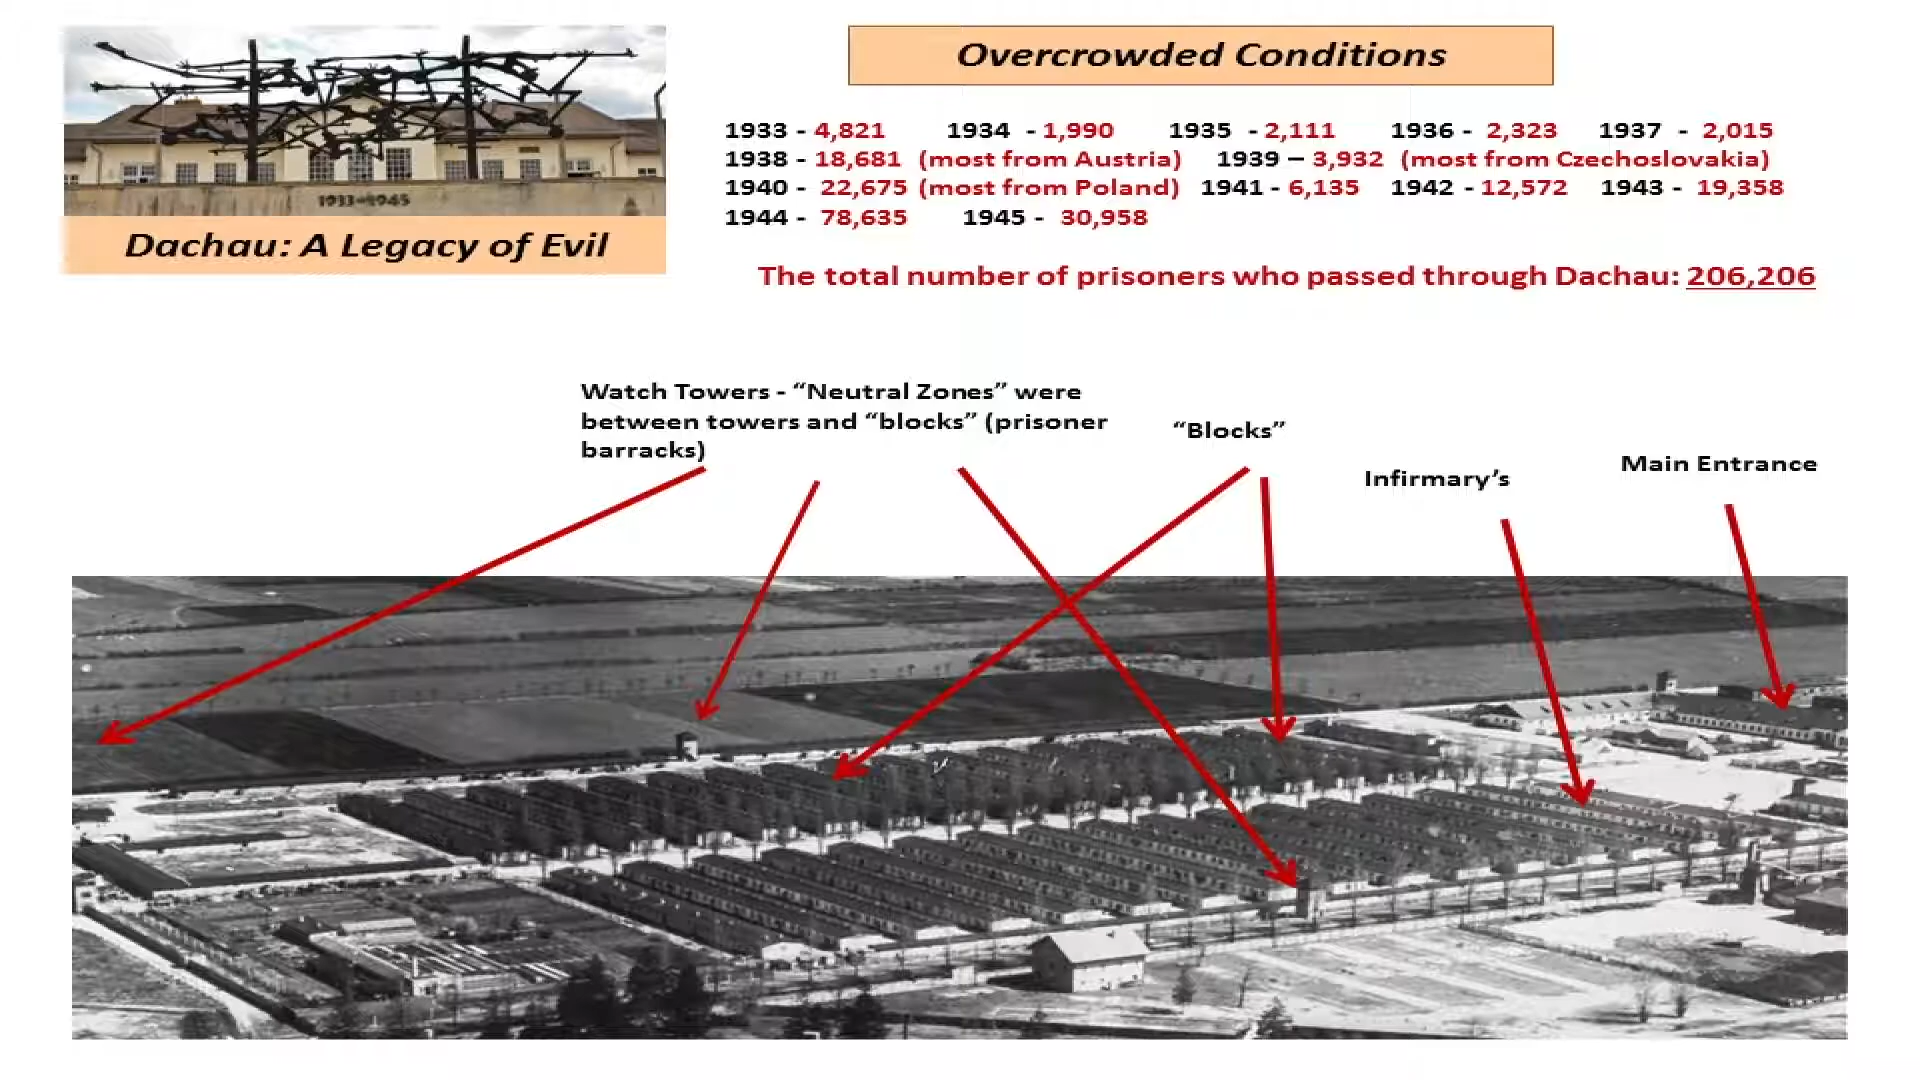 1933-1945
Dachau: A Legacy of Evil
Overcrowded Conditions
1933 - 4,821 1934 - 1,990 1935 - 2,111 1936 - 2,323 1937 - 2,015
1938 - 18,681 (most from Austria) 1939 – 3,932 (most from Czechoslovakia)
1940 - 22,675 (most from Poland) 1941 - 6,135 1942 - 12,572 1943 - 19,358
1944 - 78,635 1945 - 30,958
The total number of prisoners who passed through Dachau: 206,206
Watch Towers - “Neutral Zones” were
between towers and “blocks” (prisoner
barracks)
“Blocks”
Infirmary’s
Main Entrance